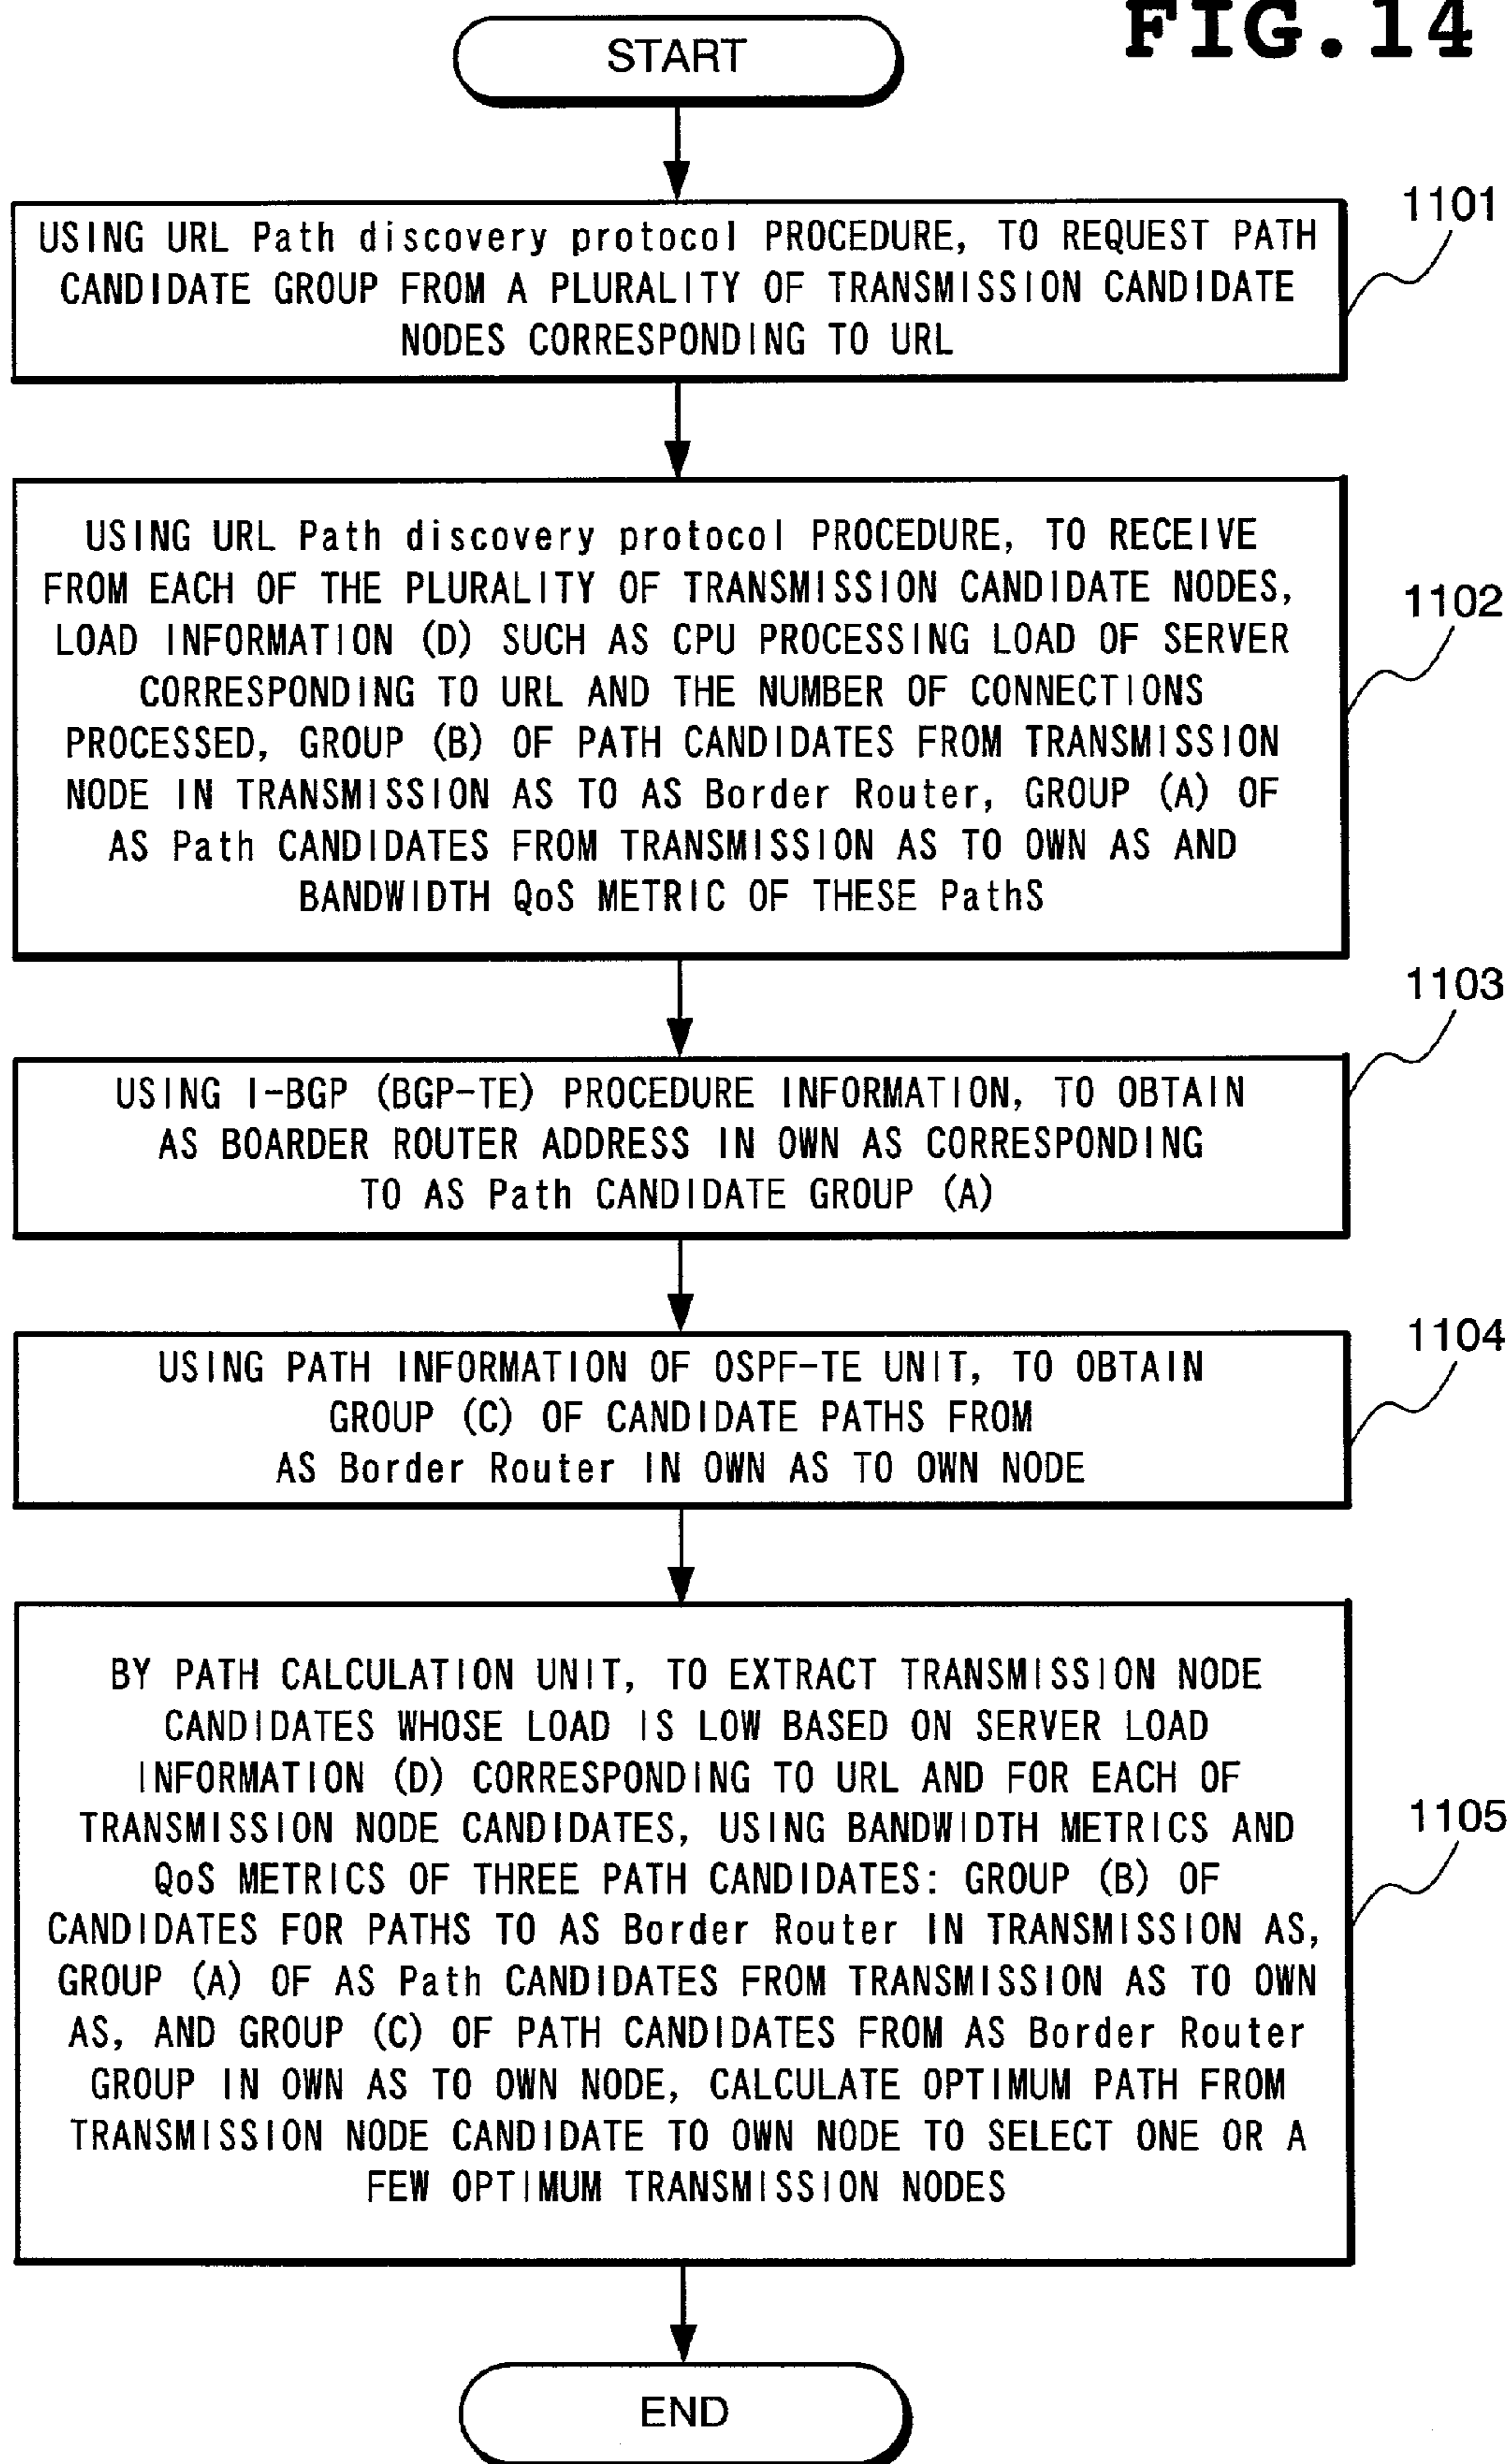 FIG.14
START
1101
USING URL Path discovery protocol PROCEDURE, TO REQUEST PATH
CANDIDATE GROUP FROM A PLURALITY OF TRANSMISSION CANDIDATE
NODES CORRESPONDING TO URL
1102
USING URL Path discovery protocol PROCEDURE, TO RECEIVE
FROM EACH OF THE PLURALITY OF TRANSMISSION CANDIDATE NODES,
LOAD INFORMATION (D) SUCH AS CPU PROCESSING LOAD OF SERVER
CORRESPONDING TO URL AND THE NUMBER OF CONNECTIONS
PROCESSED, GROUP (B) OF PATH CANDIDATES FROM TRANSMISSION
NODE IN TRANSMISSION AS TO AS Border Router, GROUP (A) OF
AS Path CANDIDATES FROM TRANSMISSION AS TO OWN AS AND
BANDWIDTH QoS METRIC OF THESE PathS
1103
USING I-BGP (BGP-TE) PROCEDURE INFORMATION, TO OBTAIN
AS BOARDER ROUTER ADDRESS IN OWN AS CORRESPONDING
TO AS Path CANDIDATE GROUP (A)
1104
USING PATH INFORMATION OF OSPF-TE UNIT, TO OBTAIN
GROUP (C) OF CANDIDATE PATHS FROM
AS Border Router IN OWN AS TO OWN NODE
1105
BY PATH CALCULATION UNIT, TO EXTRACT TRANSMISSION NODE
CANDIDATES WHOSE LOAD IS LOW BASED ON SERVER LOAD
INFORMATION (D) CORRESPONDING TO URL AND FOR EACH OF
TRANSMISSION NODE CANDIDATES, USING BANDWIDTH METRICS AND
QoS METRICS OF THREE PATH CANDIDATES: GROUP (B) OF
CANDIDATES FOR PATHS TO AS Border Router IN TRANSMISSION AS,
GROUP (A) OF AS Path CANDIDATES FROM TRANSMISSION AS TO OWN
AS, AND GROUP (C) OF PATH CANDIDATES FROM AS Border Router
GROUP IN OWN AS TO OWN NODE, CALCULATE OPTIMUM PATH FROM
TRANSMISSION NODE CANDIDATE TO OWN NODE TO SELECT ONE OR A
FEW OPTIMUM TRANSMISSION NODES
END